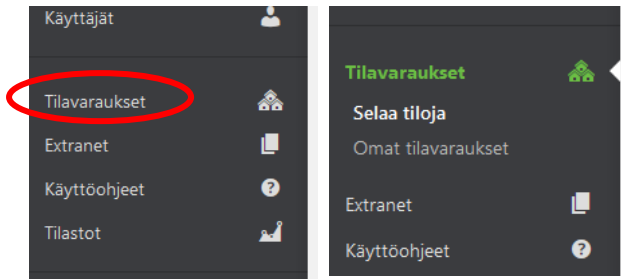 Käyttäjät
Tilavaraukset
Extranet
Käyttöohjeet
Tilastot
Tilavaraukset
Selaa tiloja
Omat tilavaraukset
Extranet
Käyttöohjeet